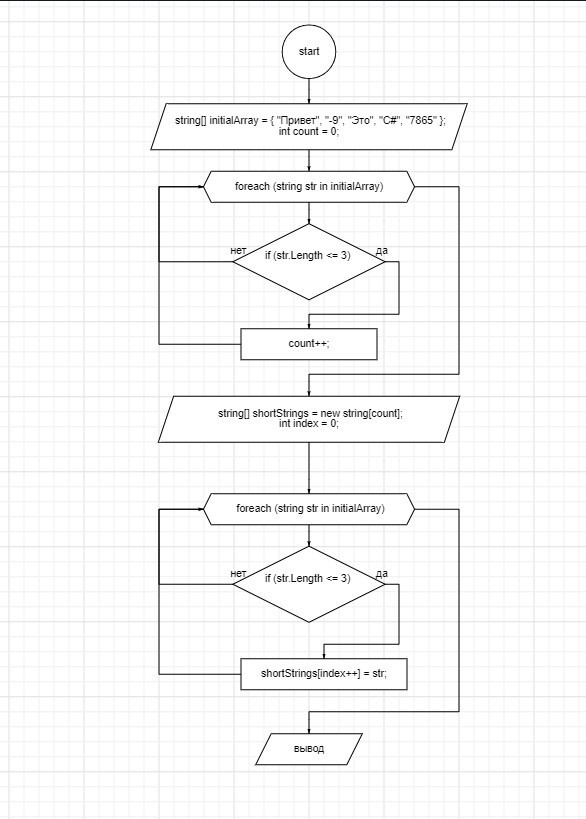 start
string[] initialArray = { "Привет", "-9", "Это", "C#", "7865" };
int count = 0;
foreach (string str in initialArray)
нет
да
if (str.Length <= 3)
count++;
string[] shortStrings = new string[count];
int index = 0;
foreach (string str in initialArray)
нет
да
if (str.Length <= 3)
shortStrings[index++] = str;
вывод